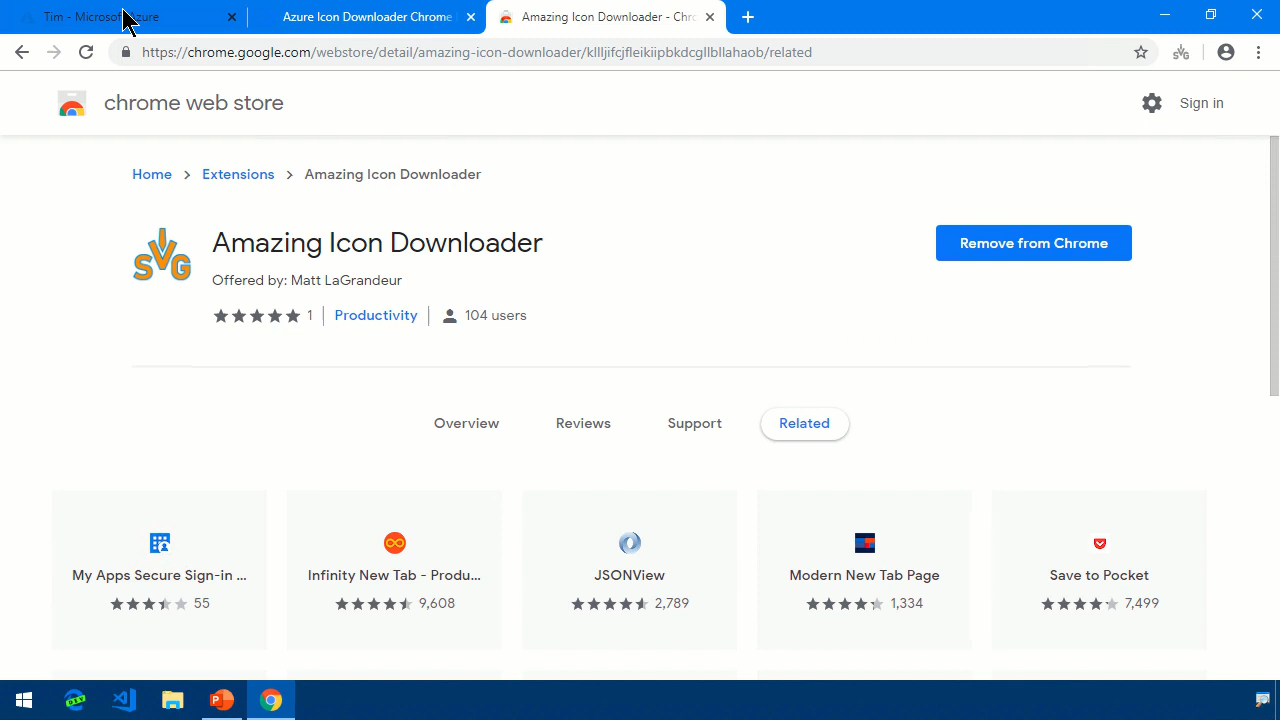 Tim - Microsoft Azure
Azure Icon Downloader Chrome
Amazing Icon Downloader - Chro
https://chrome.google.com/webstore/detail/amazing-icon-downloader/kllljifcjfleikiipbkdcgllbllahaob/related
chrome web store
Sign in
Home > Extensions > Amazing Icon Downloader
SVG
Amazing Icon Downloader
Remove from Chrome
Offered by: Matt LaGrandeur
1 | Productivity | 104 users
Overview
Reviews
Support
Related
My Apps Secure Sign-in ...
55
Infinity New Tab - Produ...
9,608
JSONView
2,789
Modern New Tab Page
1,334
Save to Pocket
7,499